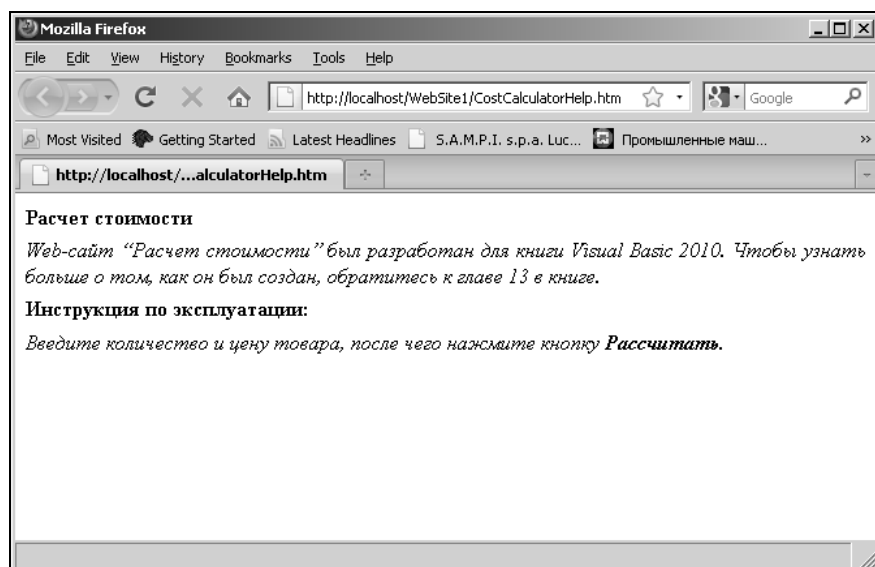 Mozilla Firefox
File Edit View History Bookmarks Tools Help
http://localhost/WebSite1/CostCalculatorHelp.htm Google
Most Visited Getting Started Latest Headlines S.A.M.P.I. s.p.a. Luc... Промышленные маш... »
http://localhost/...alculatorHelp.htm
Расчет стоимости
Web-сайт “Расчет стоимости” был разработан для книги Visual Basic 2010. Чтобы узнать
больше о том, как он был создан, обратитесь к главе 13 в книге.
Инструкция по эксплуатации:
Введите количество и цену товара, после чего нажмите кнопку Рассчитать.